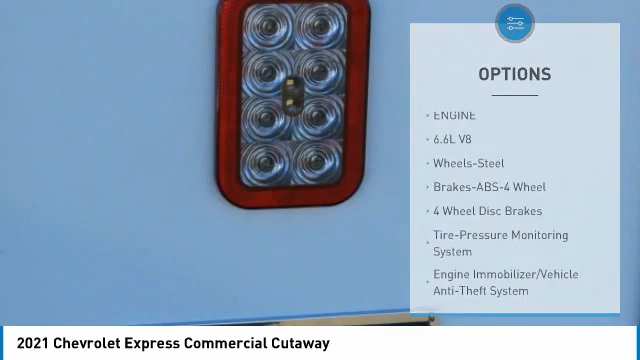 OPTIONS
ENGINE
6.6L V8
Wheels-Steel
Brakes-ABS-4 Wheel
4 Wheel Disc Brakes
Tire-Pressure Monitoring
System
Engine Immobilizer/Vehicle
Anti-Theft System
2021 Chevrolet Express Commercial Cutaway